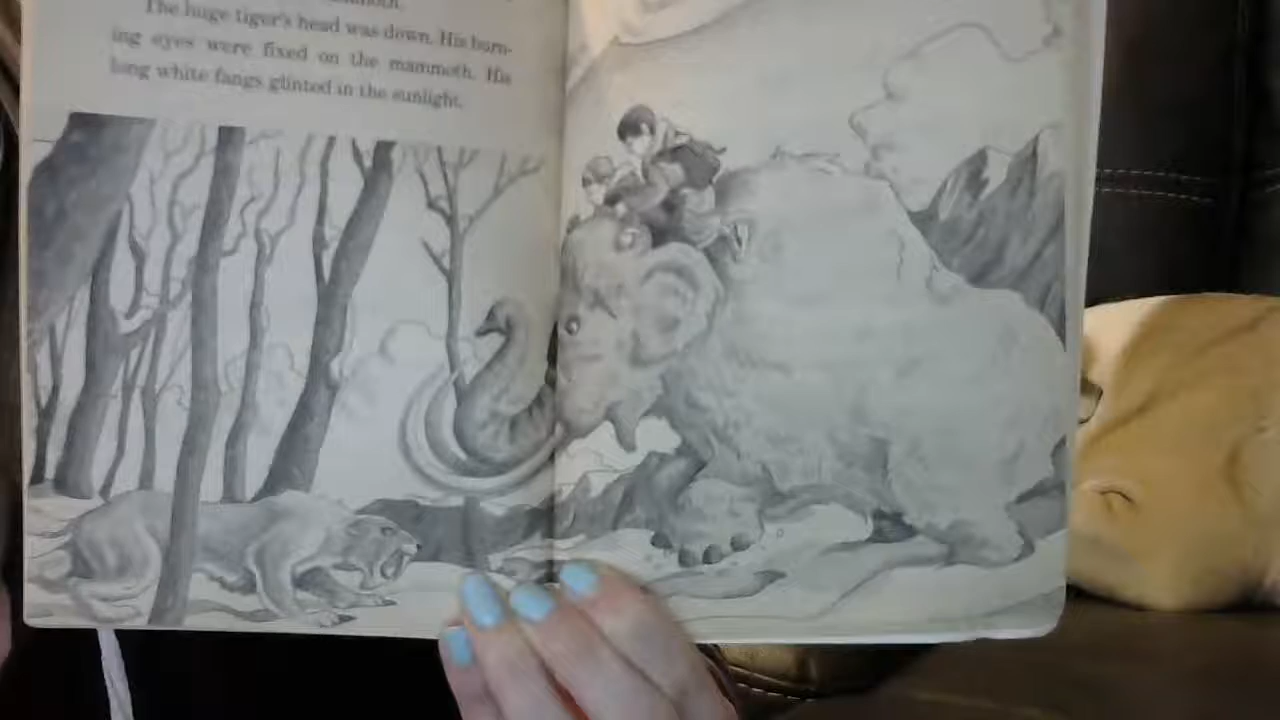 mammoth.
The huge tiger's head was down. His burn-
ing eyes were fixed on the mammoth. His
long white fangs glinted in the sunlight.